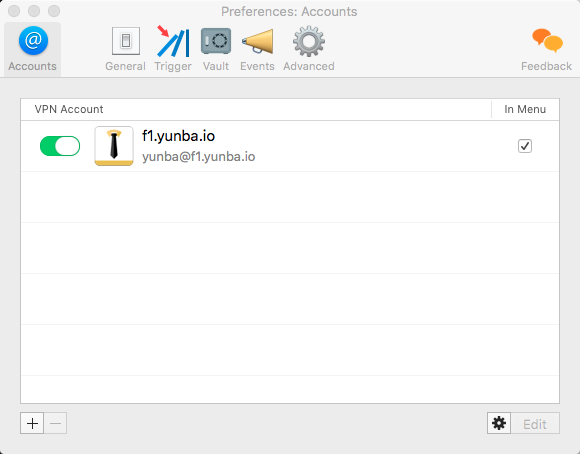 Preferences: Accounts
Accounts
General
Trigger
Vault
Events
Advanced
Feedback
VPN Account
In Menu
f1.yunba.io
yunba@f1.yunba.io
Edit